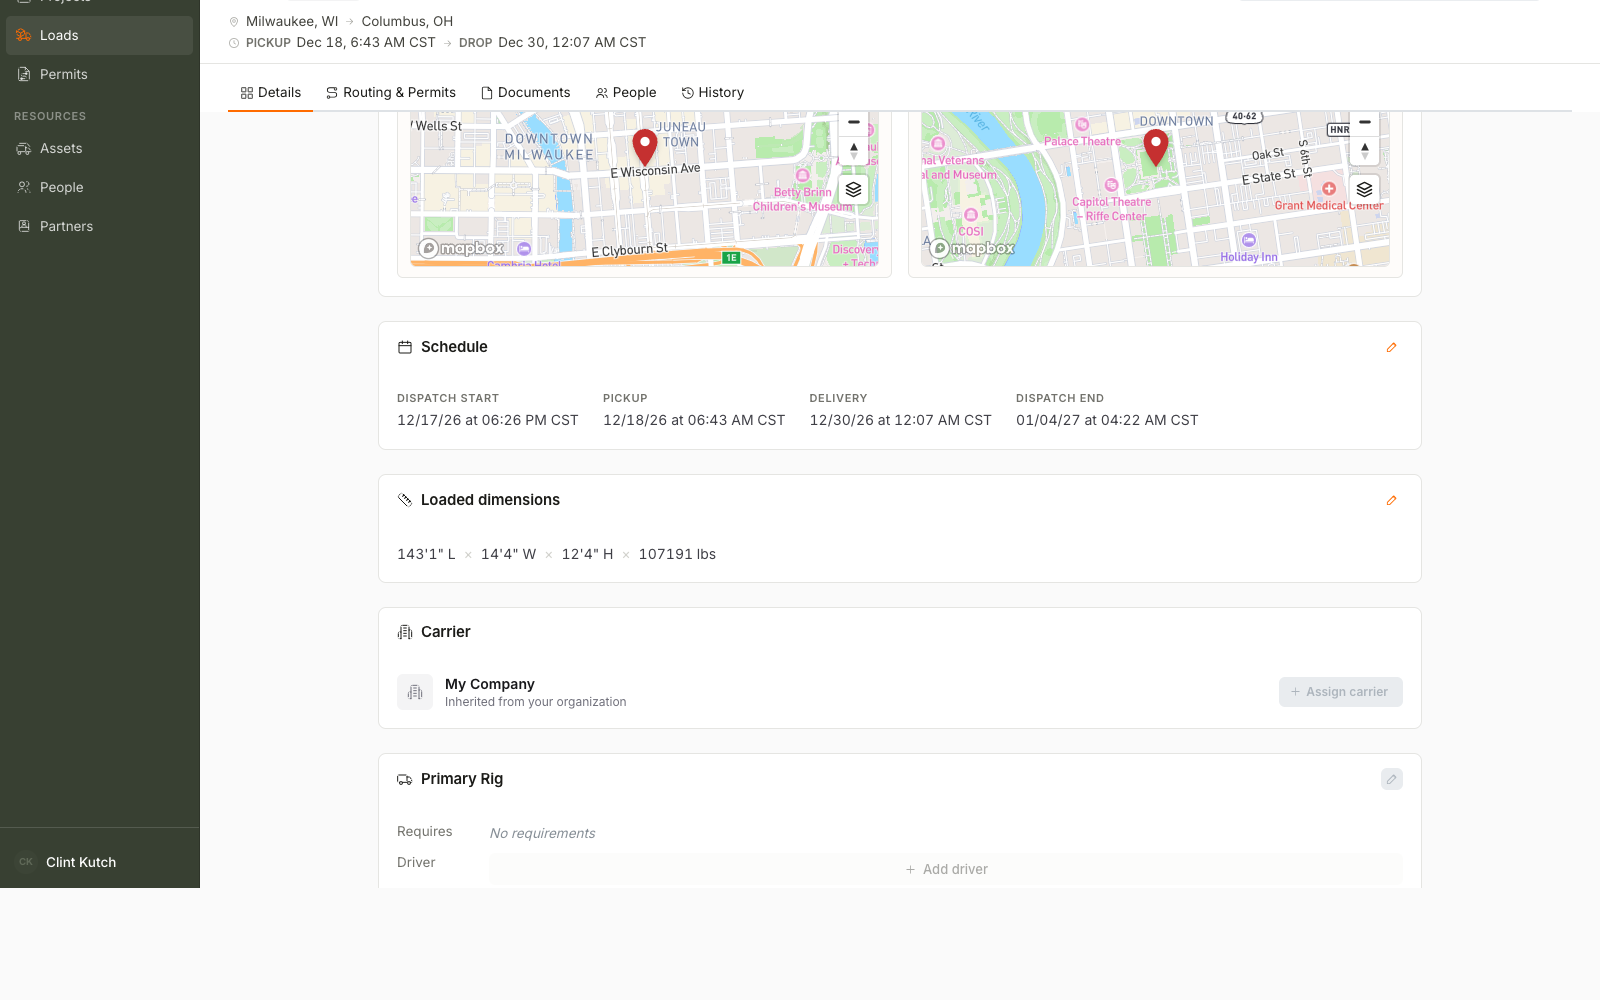 Loads
Permits
RESOURCES
Assets
People
Partners
CK
Clint Kutch
Milwaukee, WI → Columbus, OH
PICKUP Dec 18, 6:43 AM CST → DROP Dec 30, 12:07 AM CST
Details
Routing & Permits
Documents
People
History
Wells St
DOWNTOWN
MILWAUKEE
JUNEAU
TOWN
E Wisconsin Ave
Betty Brinn
Children's Museum
E Clybourn St
1E
Discovery
mapbox
DOWNTOWN
40-62
Palace Theatre
Oak St
S 6th St
E State St
Capitol Theatre
– Riffe Center
Grant Medical Center
COSI
Holiday Inn
mapbox
Schedule
DISPATCH START
12/17/26 at 06:26 PM CST
PICKUP
12/18/26 at 06:43 AM CST
DELIVERY
12/30/26 at 12:07 AM CST
DISPATCH END
01/04/27 at 04:22 AM CST
Loaded dimensions
143'1" L × 14'4" W × 12'4" H × 107191 lbs
Carrier
My Company
Inherited from your organization
+ Assign carrier
Primary Rig
Requires
No requirements
Driver
+ Add driver